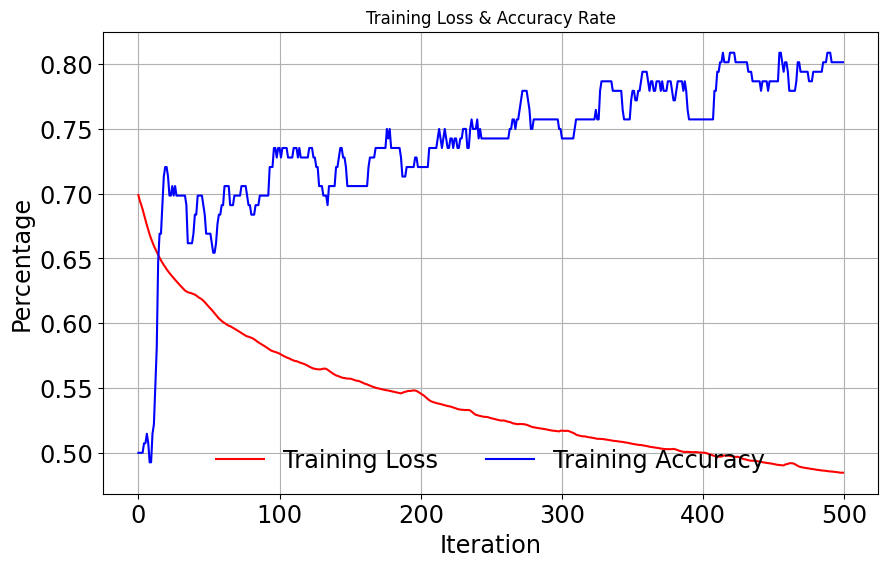 Training Loss & Accuracy Rate
Percentage
0.80
0.75
0.70
0.65
0.60
0.55
0.50
Training Loss Training Accuracy
0 100 200 300 400 500
Iteration